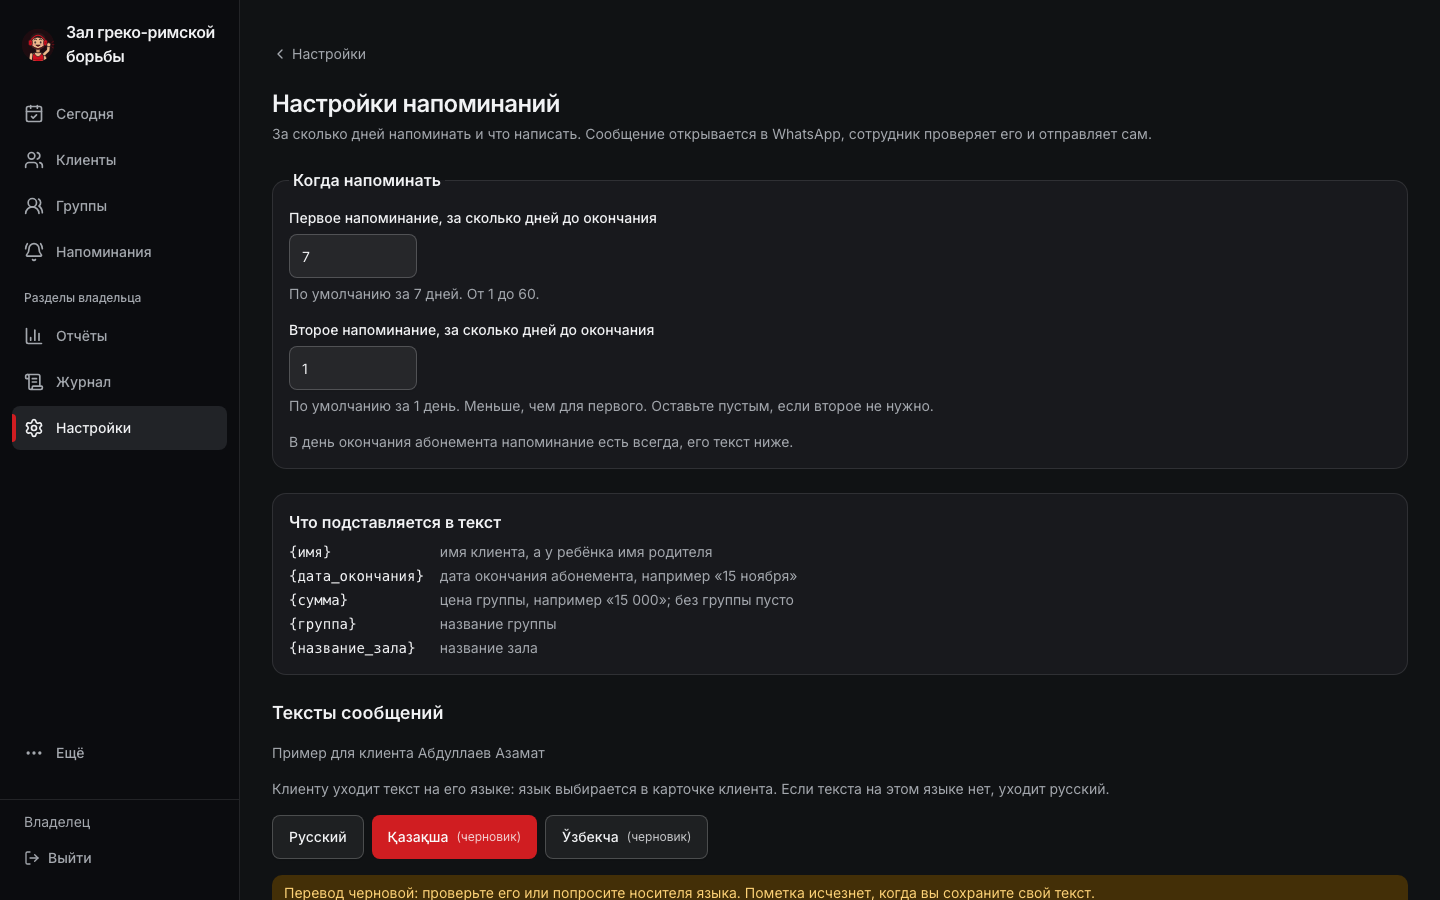 Зал греко-римской
борьбы
Сегодня
Клиенты
Группы
Напоминания
Разделы владельца
Отчёты
Журнал
Настройки
Ещё
Владелец
Выйти
Настройки
Настройки напоминаний
За сколько дней напоминать и что написать. Сообщение открывается в WhatsApp, сотрудник проверяет его и отправляет сам.
Когда напоминать
Первое напоминание, за сколько дней до окончания
7
По умолчанию за 7 дней. От 1 до 60.
Второе напоминание, за сколько дней до окончания
1
По умолчанию за 1 день. Меньше, чем для первого. Оставьте пустым, если второе не нужно.
В день окончания абонемента напоминание есть всегда, его текст ниже.
Что подставляется в текст
{имя} имя клиента, а у ребёнка имя родителя
{дата_окончания} дата окончания абонемента, например «15 ноября»
{сумма} цена группы, например «15 000»; без группы пусто
{группа} название группы
{название_зала} название зала
Тексты сообщений
Пример для клиента Абдуллаев Азамат
Клиенту уходит текст на его языке: язык выбирается в карточке клиента. Если текста на этом языке нет, уходит русский.
Русский Қазақша (черновик) Ўзбекча (черновик)
Перевод черновой: проверьте его или попросите носителя языка. Пометка исчезнет, когда вы сохраните свой текст.